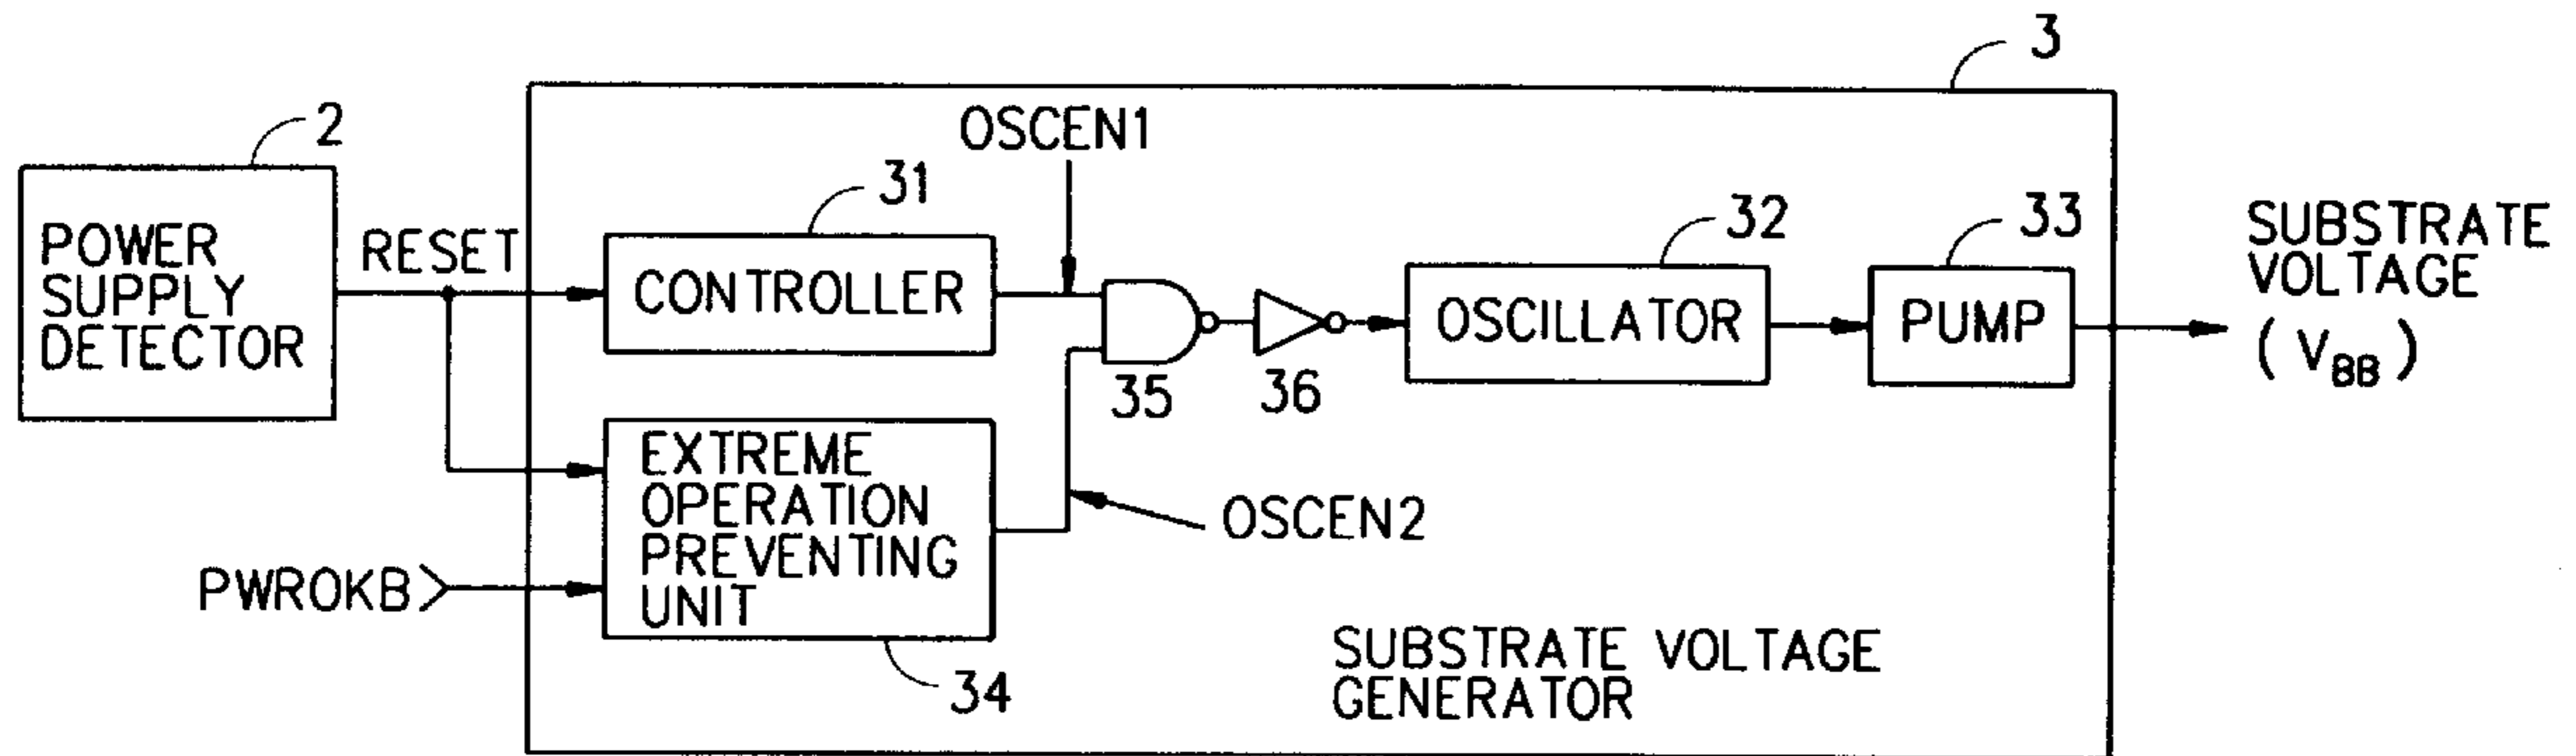 3
2
OSCEN1
31
POWER
SUPPLY
DETECTOR
RESET
CONTROLLER
32
33
OSCILLATOR
PUMP
SUBSTRATE
VOLTAGE
( VBB )
35
36
EXTREME
OPERATION
PREVENTING
UNIT
OSCEN2
PWROKB
34
SUBSTRATE VOLTAGE
GENERATOR